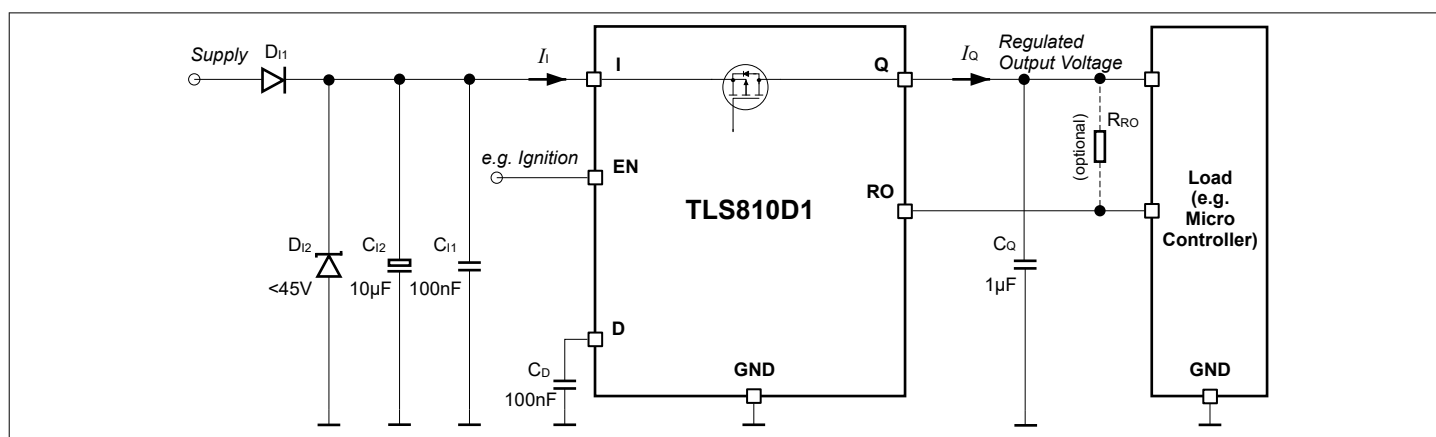 Supply
DI1
II
I
Q
IQ
Regulated
Output Voltage
RRO
(optional)
e.g. Ignition
EN
RO
TLS810D1
Load
(e.g.
Micro
Controller)
DI2
<45V
CI2
10µF
CI1
100nF
CQ
1µF
D
CD
100nF
GND
GND